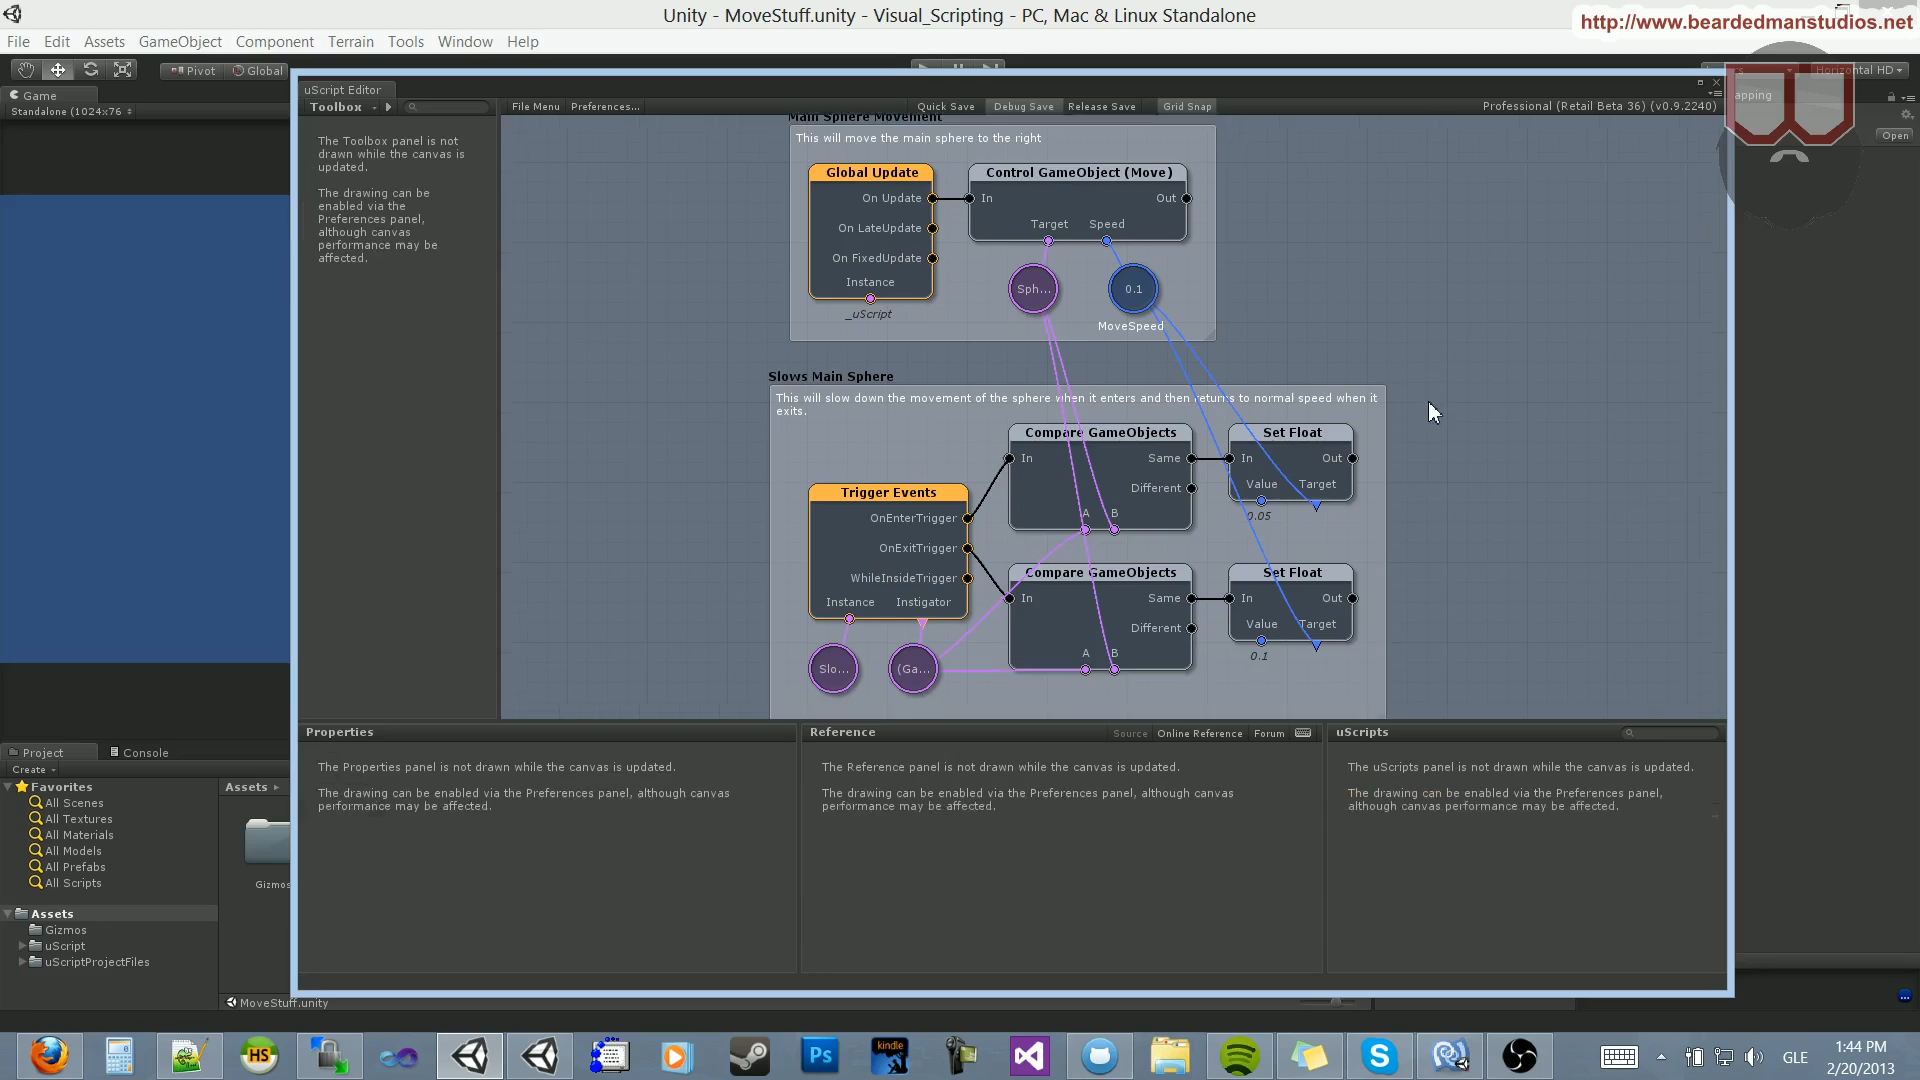 Unity - MoveStuff.unity - Visual_Scripting - PC, Mac & Linux Standalone
http://www.beardedmanstudios.net
File Edit Assets GameObject Component Terrain Tools Window Help
Pivot Global
Horizontal HD
Game
Standalone (1024x76
uScript Editor
apping
Open
Toolbox
File Menu Preferences... Quick Save Debug Save Release Save Grid Snap Professional (Retail Beta 36) (v0.9.2240)
The Toolbox panel is not
drawn while the canvas is
updated.
The drawing can be
enabled via the
Preferences panel,
although canvas
performance may be
affected.
Main Sphere Movement
This will move the main sphere to the right
Global Update
On Update
On LateUpdate
On FixedUpdate
Instance
_uScript
Control GameObject (Move)
In Out
Target Speed
Sph...
0.1
MoveSpeed
Slows Main Sphere
This will slow down the movement of the sphere when it enters and then returns to normal speed when it
exits.
Trigger Events
OnEnterTrigger
OnExitTrigger
WhileInsideTrigger
Instance Instigator
Slo...
(Ga...
Compare GameObjects
In Same
Different
A B
Set Float
In Out
Value Target
0.05
Compare GameObjects
In Same
Different
A B
Set Float
In Out
Value Target
0.1
Properties
The Properties panel is not drawn while the canvas is updated.
The drawing can be enabled via the Preferences panel, although canvas
performance may be affected.
Reference Source Online Reference Forum
The Reference panel is not drawn while the canvas is updated.
The drawing can be enabled via the Preferences panel, although canvas
performance may be affected.
uScripts
The uScripts panel is not drawn while the canvas is updated.
The drawing can be enabled via the Preferences panel,
although canvas performance may be affected.
Project Console
Create
Favorites
All Scenes
All Textures
All Materials
All Models
All Prefabs
All Scripts
Assets
Gizmos
uScript
uScriptProjectFiles
Assets
Gizmos
MoveStuff.unity
HS
Ps
kindle
GLE
1:44 PM
2/20/2013